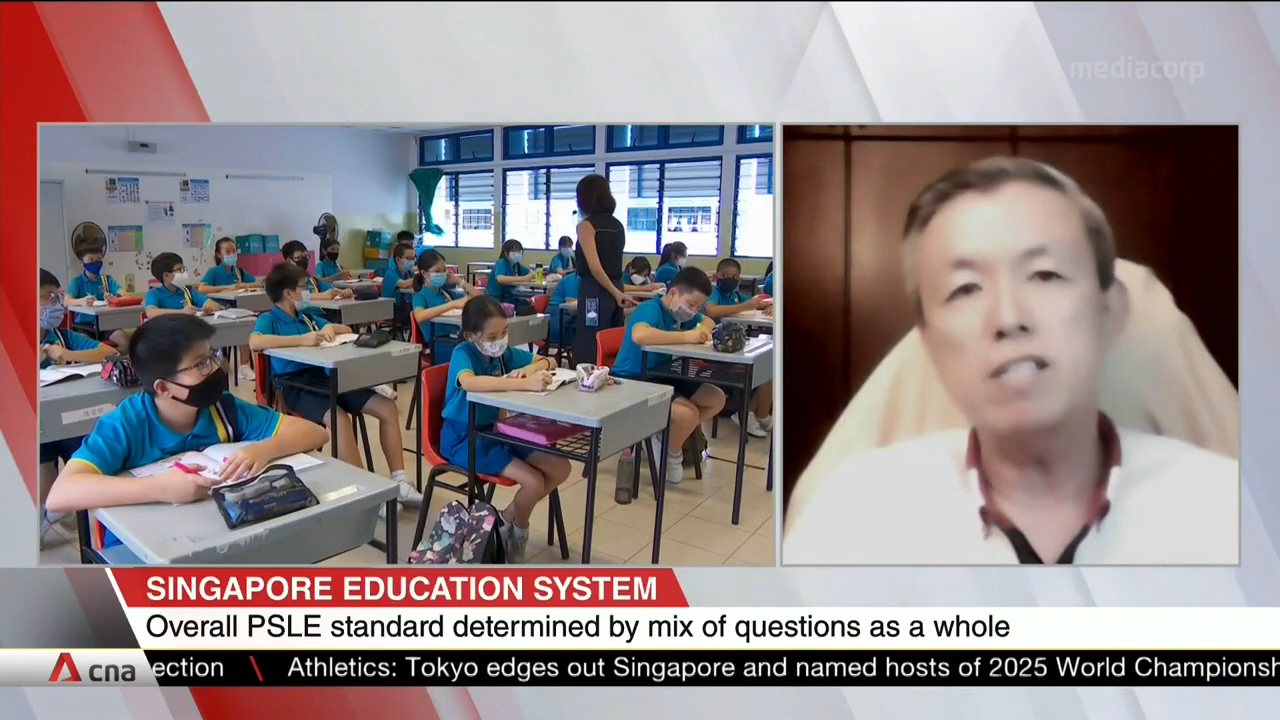 mediacorp
SINGAPORE EDUCATION SYSTEM
Overall PSLE standard determined by mix of questions as a whole
cna
ection \ Athletics: Tokyo edges out Singapore and named hosts of 2025 World Championsh